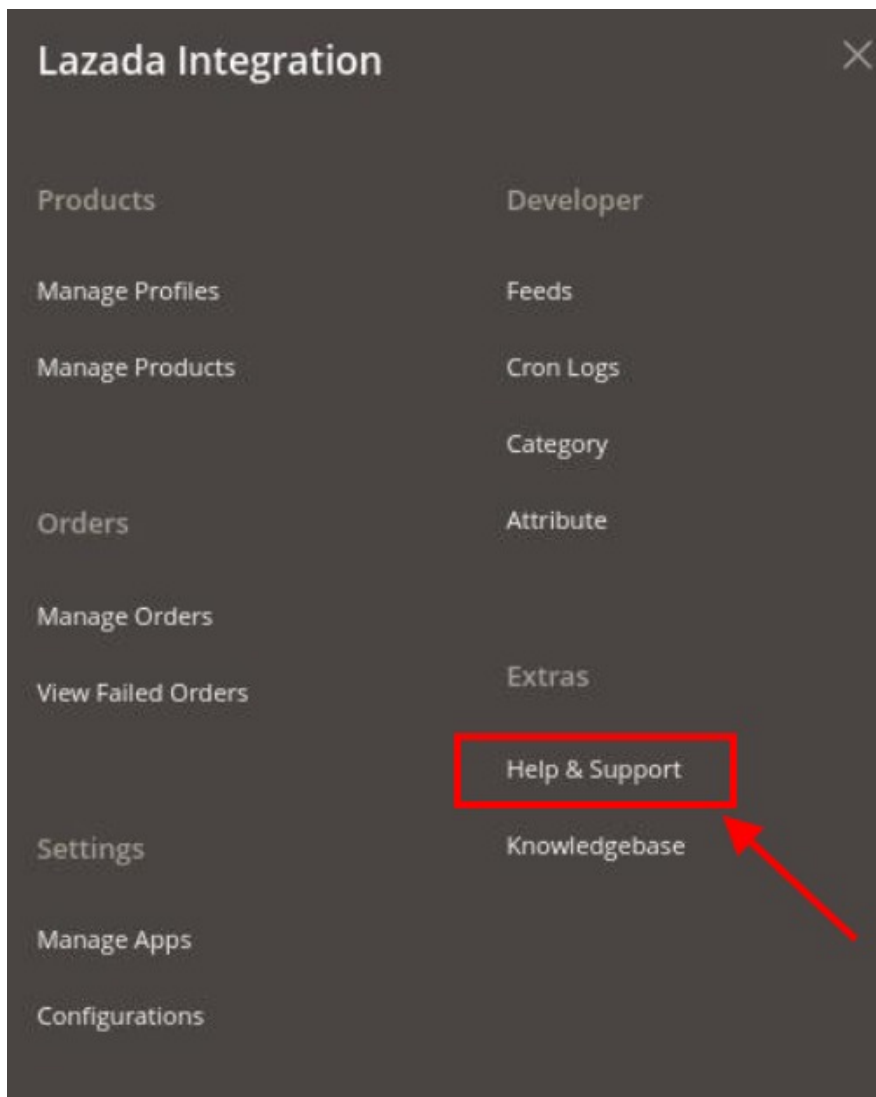 Lazada Integration
Products
Manage Profiles
Manage Products
Orders
Manage Orders
View Failed Orders
Settings
Manage Apps
Configurations
Developer
Feeds
Cron Logs
Category
Attribute
Extras
Help & Support
Knowledgebase